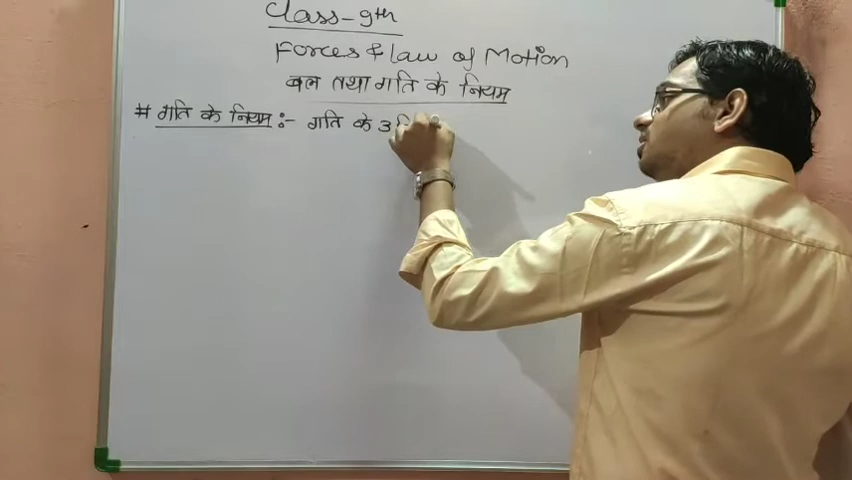 Class-9th
Forces & law of Motion
बल तथा गति के नियम
# गति के नियम :- गति के 3